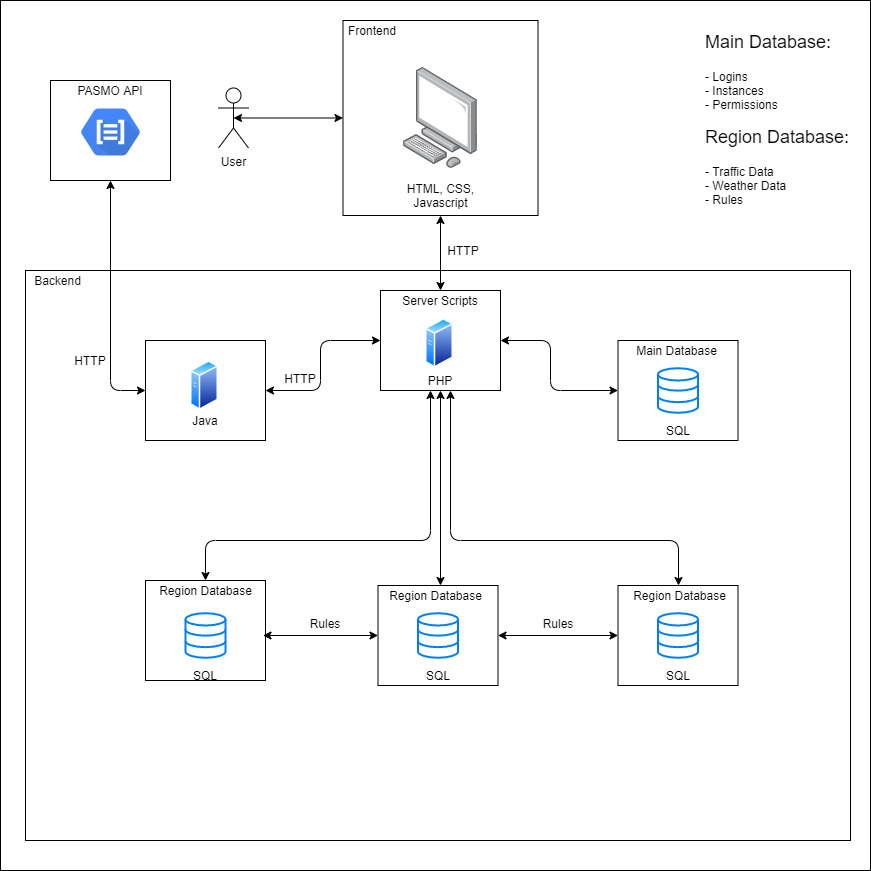 Frontend
Main Database:
- Logins
- Instances
- Permissions
PASMO API
Region Database:
User
- Traffic Data
- Weather Data
- Rules
HTML, CSS,
Javascript
HTTP
Backend
Server Scripts
PHP
HTTP
HTTP
Java
Main Database
SQL
Region Database
SQL
Rules
Region Database
SQL
Rules
Region Database
SQL